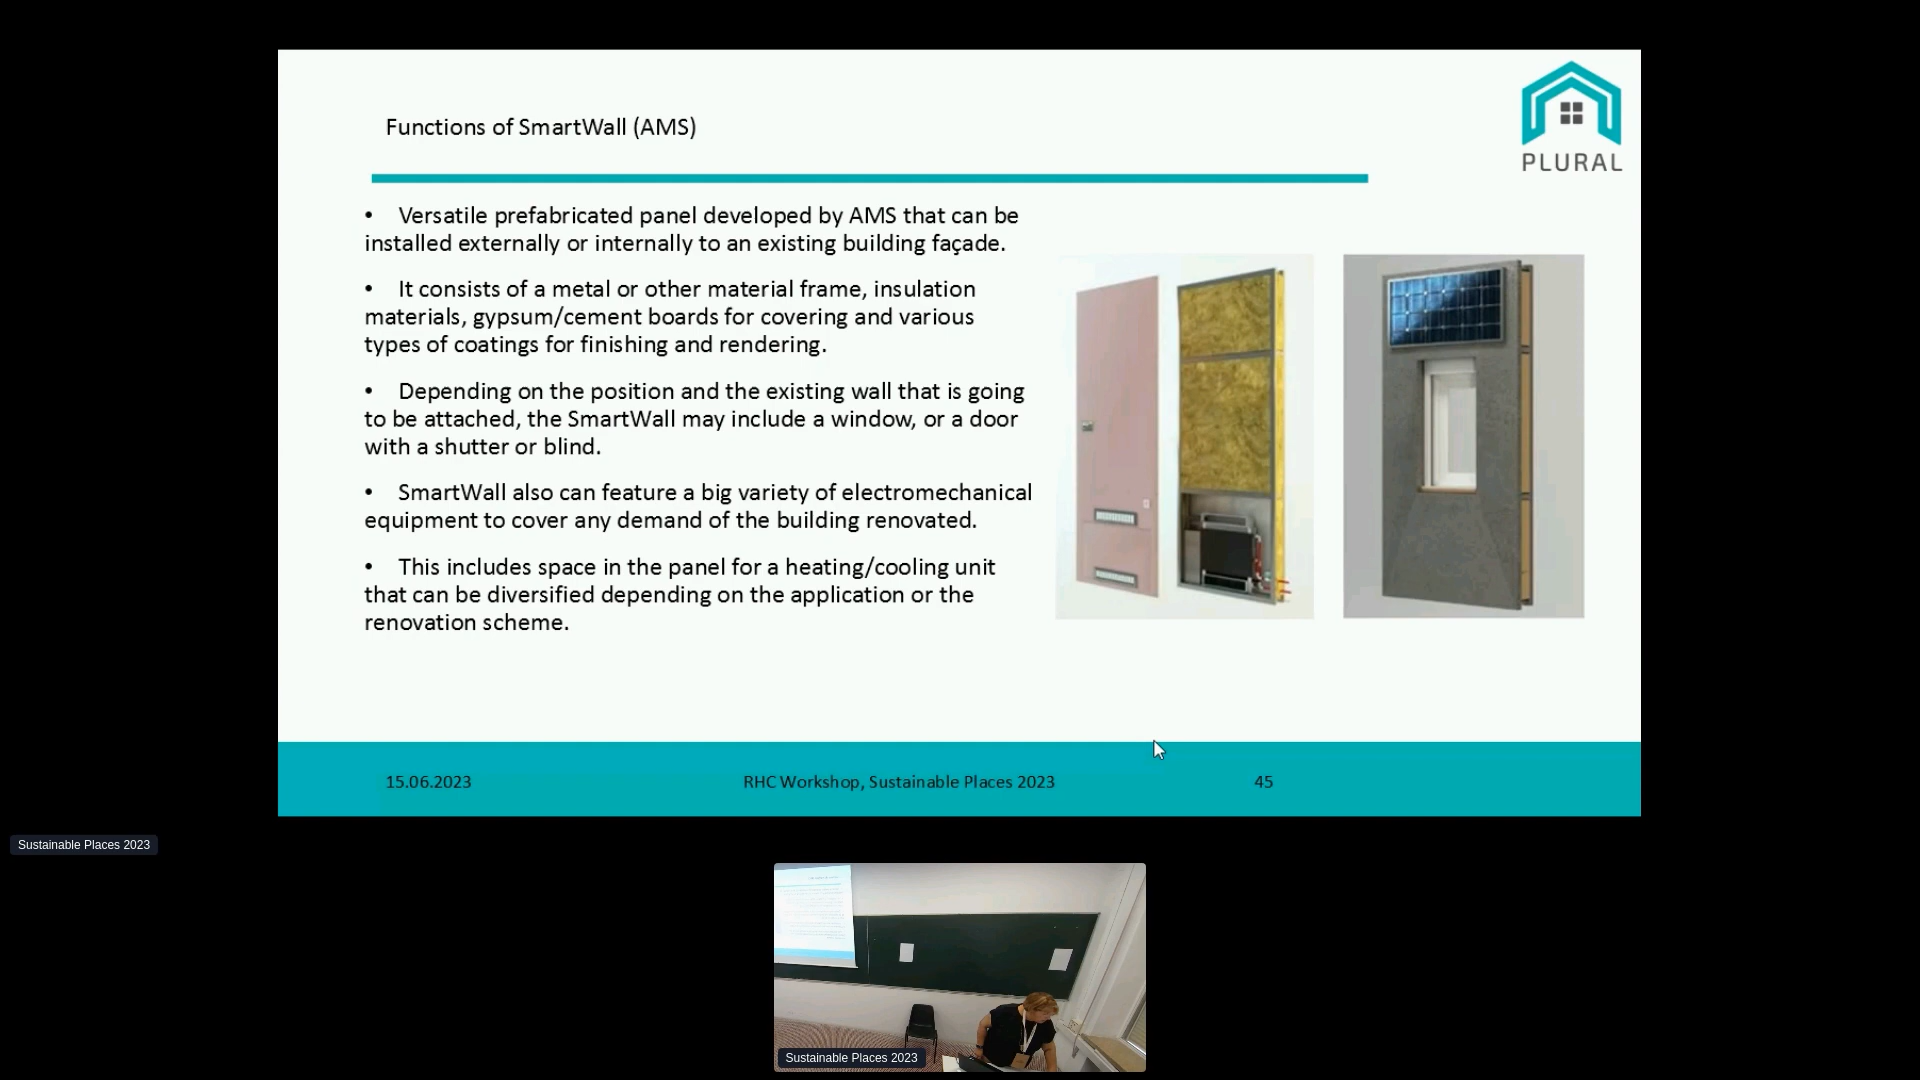 Functions of SmartWall (AMS)
PLURAL
• Versatile prefabricated panel developed by AMS that can be
installed externally or internally to an existing building façade.
• It consists of a metal or other material frame, insulation
materials, gypsum/cement boards for covering and various
types of coatings for finishing and rendering.
• Depending on the position and the existing wall that is going
to be attached, the SmartWall may include a window, or a door
with a shutter or blind.
• SmartWall also can feature a big variety of electromechanical
equipment to cover any demand of the building renovated.
• This includes space in the panel for a heating/cooling unit
that can be diversified depending on the application or the
renovation scheme.
15.06.2023
RHC Workshop, Sustainable Places 2023
45
Sustainable Places 2023
Sustainable Places 2023